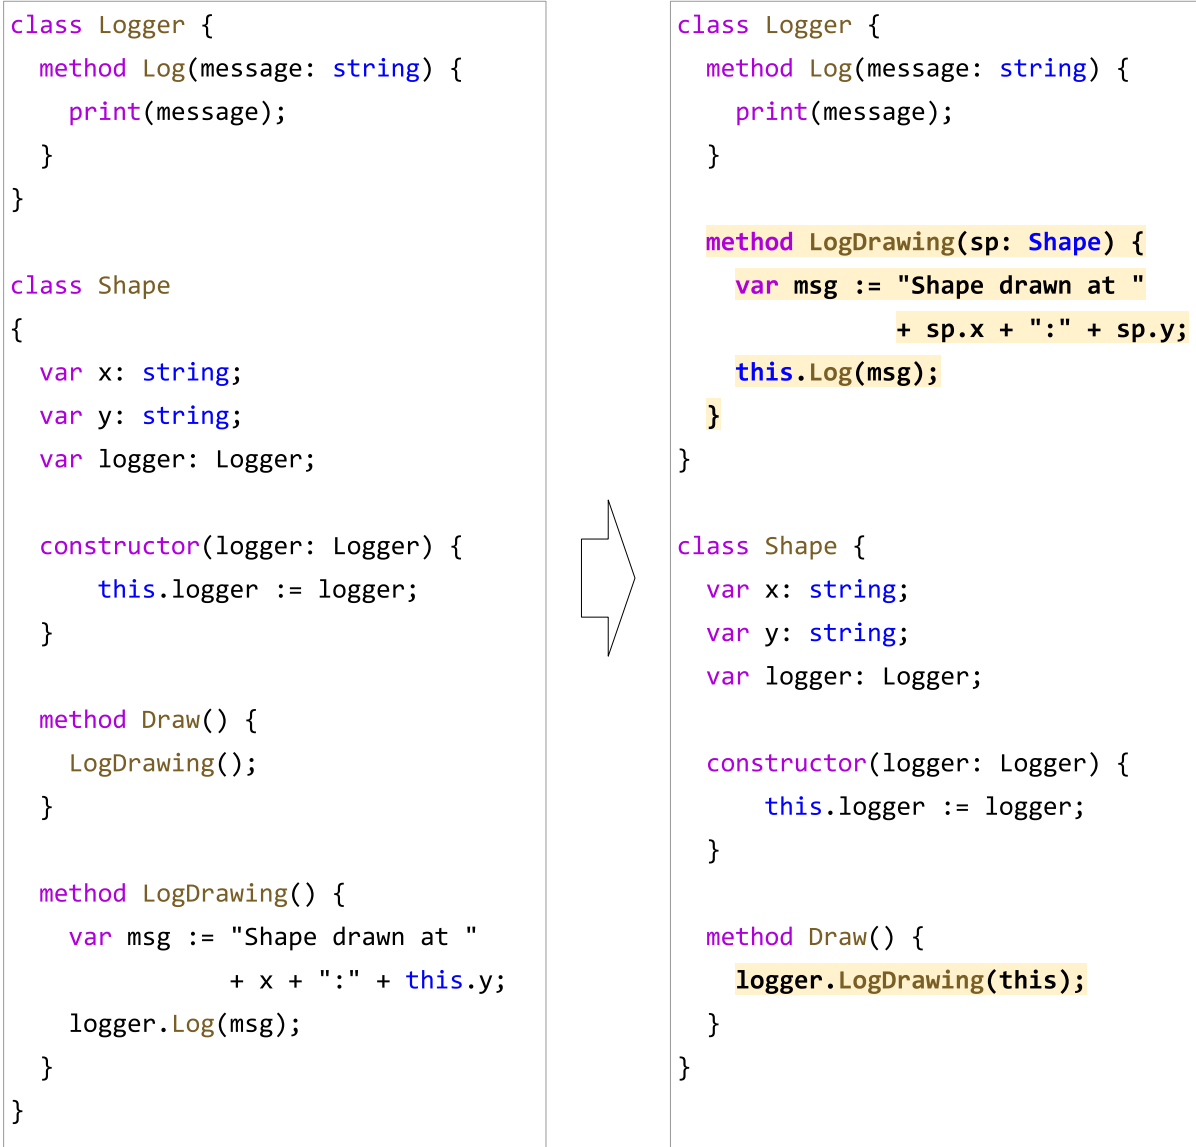 class Logger {
  method Log(message: string) {
    print(message);
  }
}

class Shape
{
  var x: string;
  var y: string;
  var logger: Logger;

  constructor(logger: Logger) {
      this.logger := logger;
  }

  method Draw() {
    LogDrawing();
  }

  method LogDrawing() {
    var msg := "Shape drawn at "
               + x + ":" + this.y;
    logger.Log(msg);
  }
}

class Logger {
  method Log(message: string) {
    print(message);
  }

  method LogDrawing(sp: Shape) {
    var msg := "Shape drawn at "
               + sp.x + ":" + sp.y;
    this.Log(msg);
  }
}

class Shape {
  var x: string;
  var y: string;
  var logger: Logger;

  constructor(logger: Logger) {
      this.logger := logger;
  }

  method Draw() {
    logger.LogDrawing(this);
  }
}